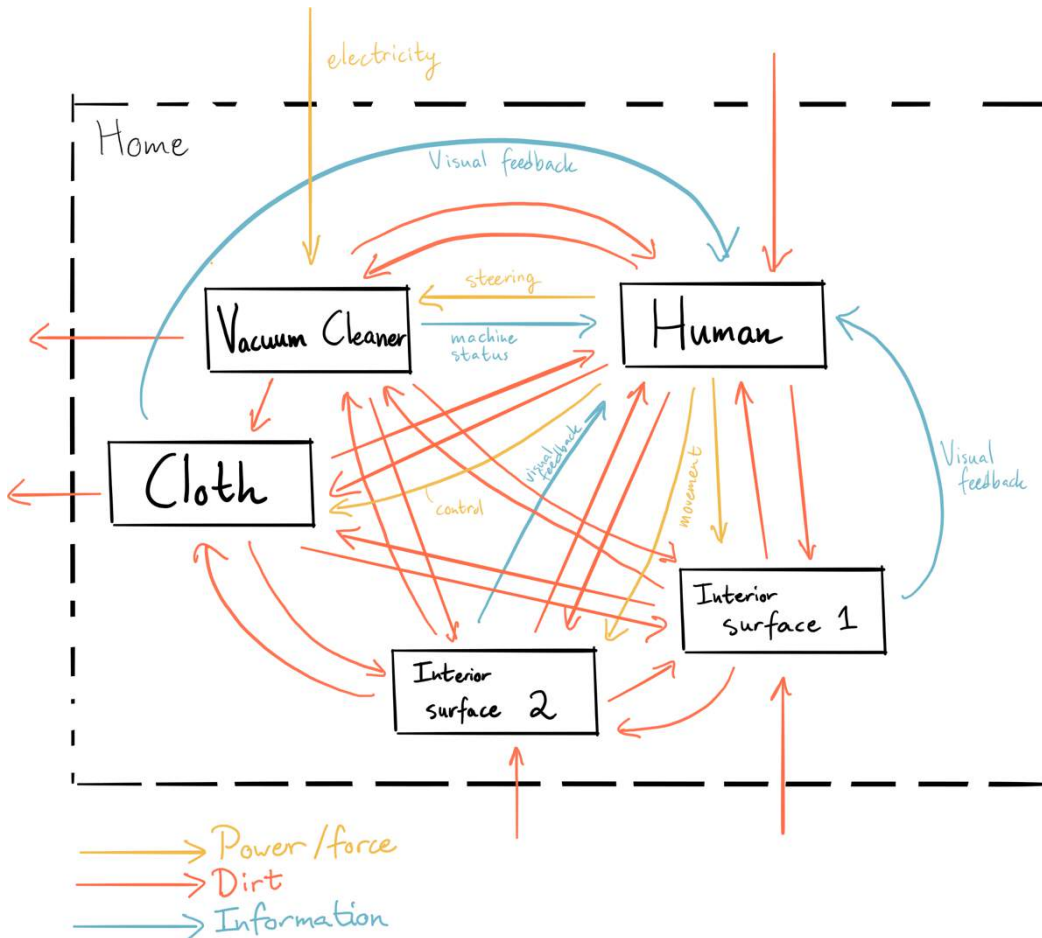 electricity
Home
Visual feedback
steering
Vacuum Cleaner
machine
status
Human
Cloth
control
visual
feedback
movement
Visual
feedback
Interior
surface 1
Interior
surface 2
Power/force
Dirt
Information